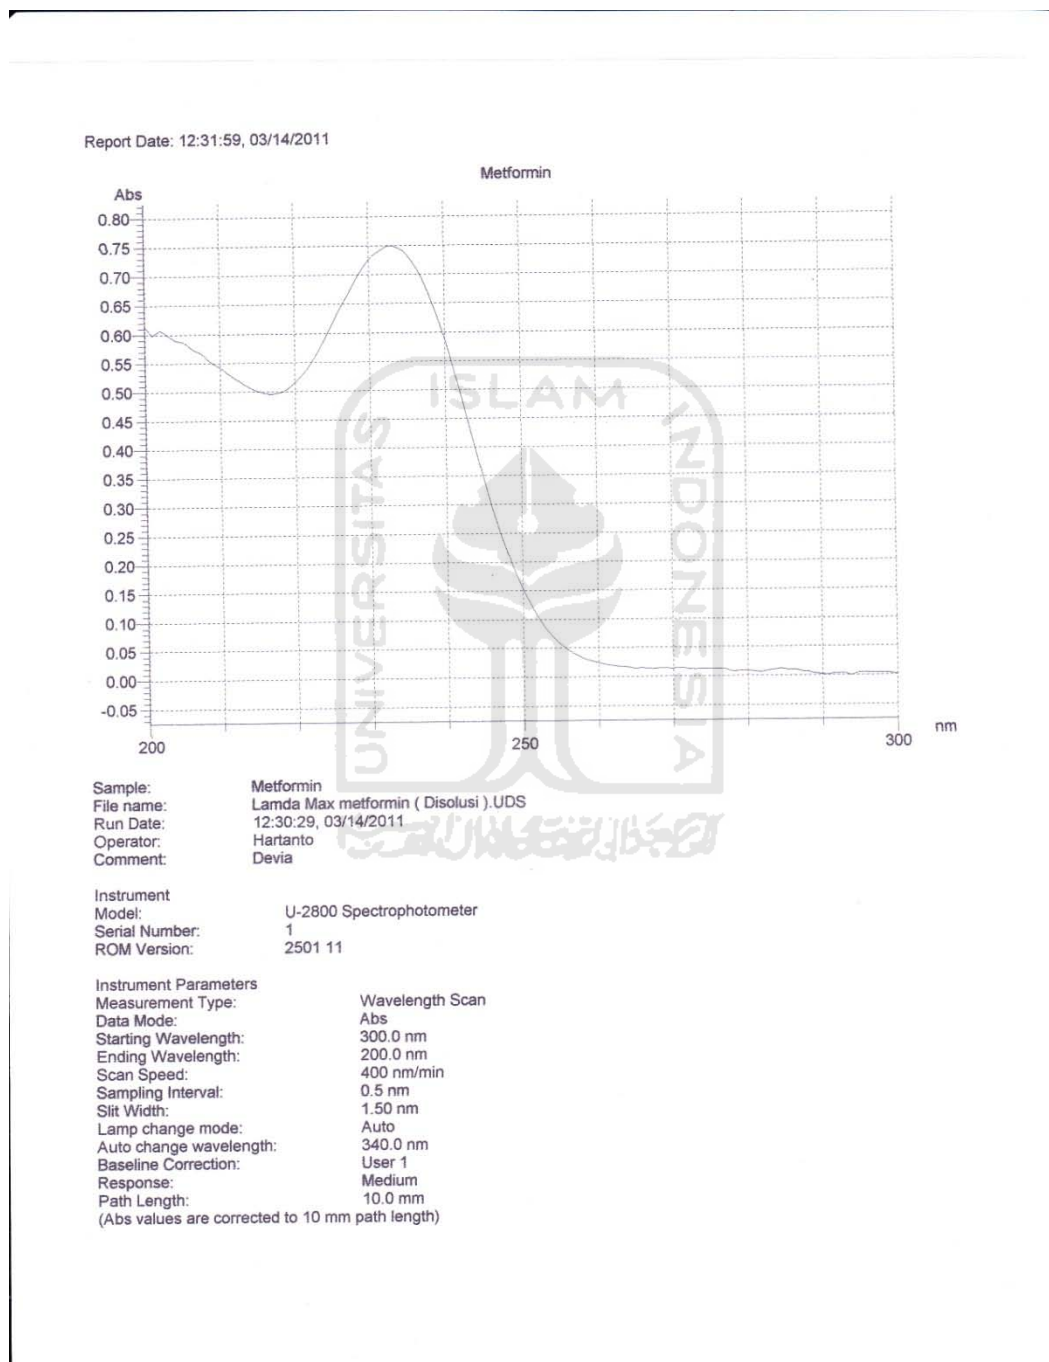 Report Date: 12:31:59, 03/14/2011
Metformin
Abs
0.80
0.75
0.70
0.65
0.60
0.55
0.50
0.45
0.40
0.35
0.30
0.25
0.20
0.15
0.10
0.05
0.00
-0.05
200
250
300
nm
UNIVERSITAS
ISLAM
INDONESIA
Sample: Metformin
File name: Lamda Max metformin ( Disolusi ).UDS
Run Date: 12:30:29, 03/14/2011
Operator: Hartanto
Comment: Devia
Instrument
Model: U-2800 Spectrophotometer
Serial Number: 1
ROM Version: 2501 11
Instrument Parameters
Measurement Type: Wavelength Scan
Data Mode: Abs
Starting Wavelength: 300.0 nm
Ending Wavelength: 200.0 nm
Scan Speed: 400 nm/min
Sampling Interval: 0.5 nm
Slit Width: 1.50 nm
Lamp change mode: Auto
Auto change wavelength: 340.0 nm
Baseline Correction: User 1
Response: Medium
Path Length: 10.0 mm
(Abs values are corrected to 10 mm path length)